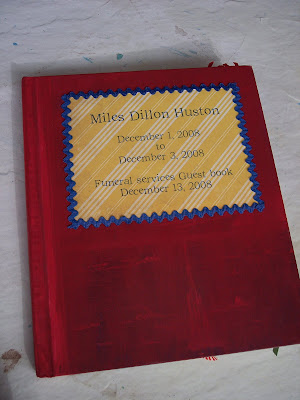 Miles Dillon Huston
December 1, 2008
to
December 3, 2008
Funeral services Guest book
December 13, 2008